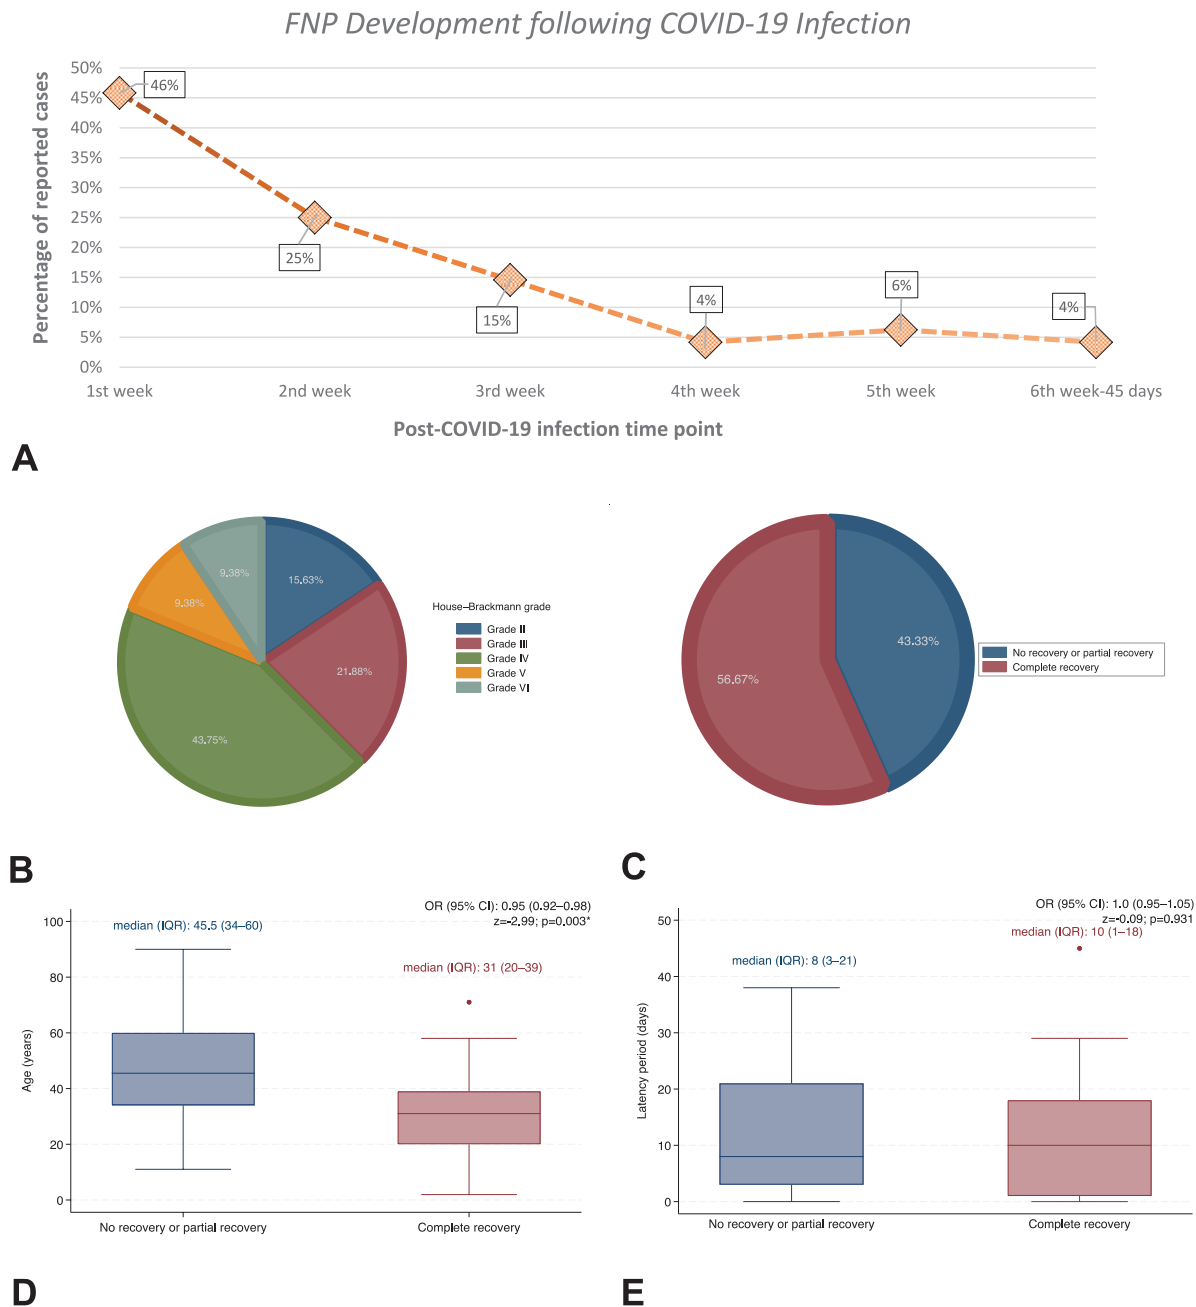 FNP Development following COVID-19 Infection
Percentage of reported cases
50%
45%
40%
35%
30%
25%
20%
15%
10%
5%
0%
46%
25%
15%
4%
6%
4%
1st week
2nd week
3rd week
4th week
5th week
6th week-45 days
Post-COVID-19 infection time point
A
15.63%
21.88%
43.75%
9.38%
9.38%
House–Brackmann grade
Grade II
Grade III
Grade IV
Grade V
Grade VI
B
43.33%
56.67%
No recovery or partial recovery
Complete recovery
C
OR (95% CI): 0.95 (0.92–0.98)
z=-2.99; p=0.003*
median (IQR): 45.5 (34–60)
median (IQR): 31 (20–39)
Age (years)
100
80
60
40
20
0
No recovery or partial recovery
Complete recovery
D
OR (95% CI): 1.0 (0.95–1.05)
z=-0.09; p=0.931
median (IQR): 10 (1–18)
median (IQR): 8 (3–21)
Latency period (days)
50
40
30
20
10
0
No recovery or partial recovery
Complete recovery
E